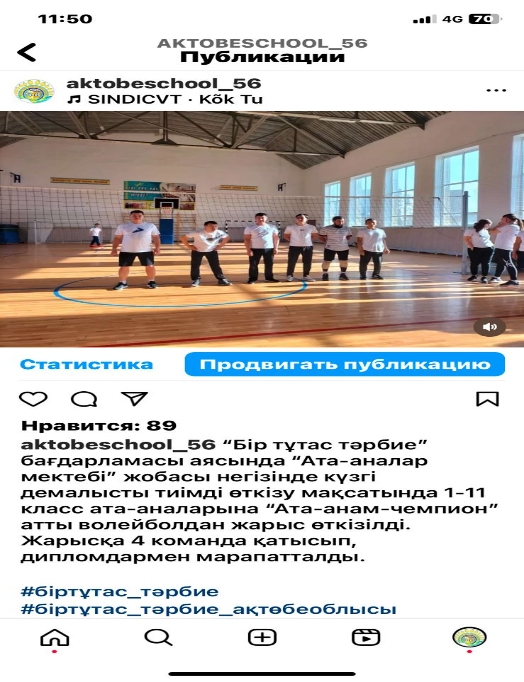 11:50
4G 70
AKTOBESCHOOL_56
Публикации
aktobeschool_56
SINDICVT · Kõk Tu
Статистика
Продвигать публикацию
Нравится: 89
aktobeschool_56 “Бір тұтас тәрбие”
бағдарламасы аясында “Ата-аналар
мектебі” жобасы негізінде күзгі
демалысты тиімді өткізу мақсатында 1-11
класс ата-аналарына “Ата-анам-чемпион”
атты волейболдан жарыс өткізілді.
Жарысқа 4 команда қатысып,
дипломдармен марапатталды.
#біртұтас_тәрбие
#біртұтас_тәрбие_ақтөбеоблысы